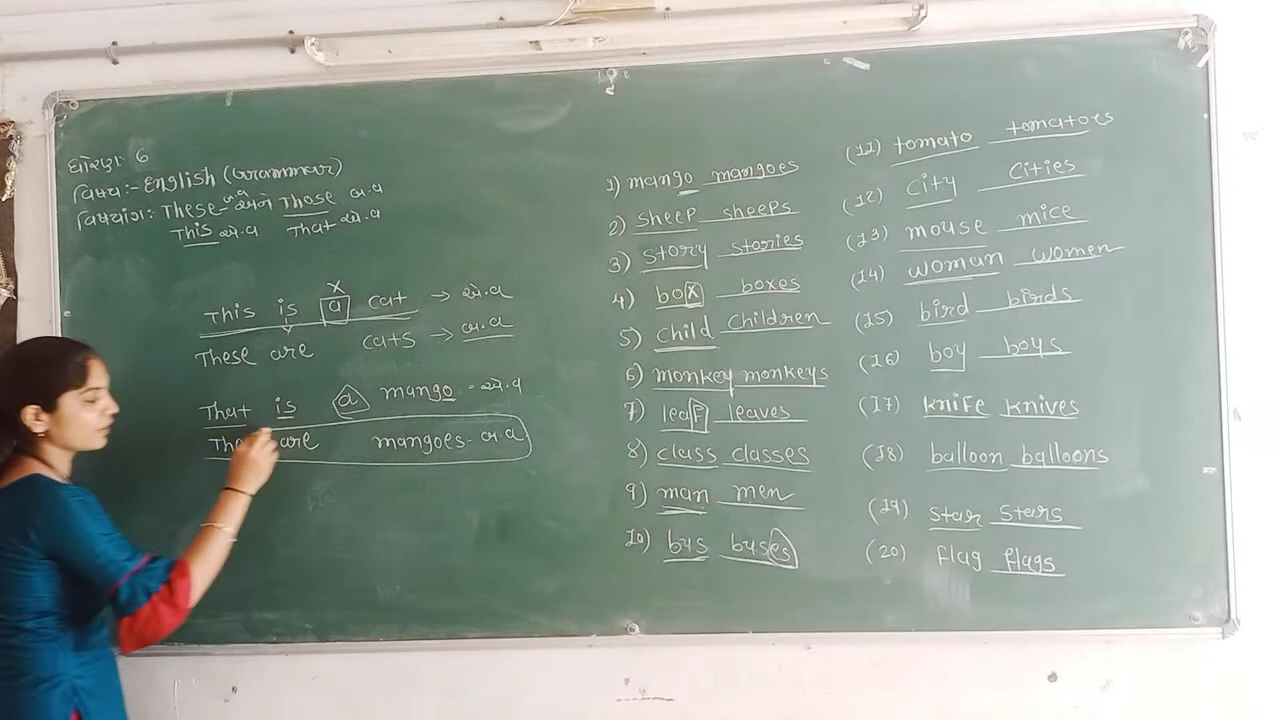 ધોરણ: 6
વિષય:- English (Grammar)
વિષયાંગ: These બ.વ અને Those બ.વ
This એ.વ That એ.વ
This is a cat → એ.વ
x
These are cats → બ.વ
That is a mango - એ.વ
are mangoes - બ.વ
1) mango mangoes
2) sheep sheeps
3) story stories
4) box boxes
5) child children
6) monkey monkeys
7) leaf leaves
8) class classes
9) man men
10) bus buses
(11) tomato tomators
(12) city cities
(13) mouse mice
(14) woman women
(15) bird birds
(16) boy boys
(17) knife knives
(18) balloon balloons
(19) star stars
(20) flag flags